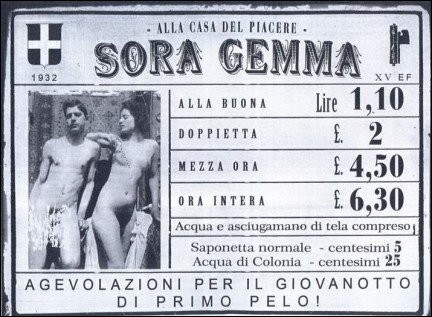 - ALLA CASA DEL PIACERE -
SORA GEMMA
1932
XV EF
ALLA BUONA Lire 1,10
DOPPIETTA £. 2
MEZZA ORA £. 4,50
ORA INTERA £. 6,30
Acqua e asciugamano di tela compreso
Saponetta normale - centesimi 5
Acqua di Colonia - centesimi 25
AGEVOLAZIONI PER IL GIOVANOTTO
DI PRIMO PELO!